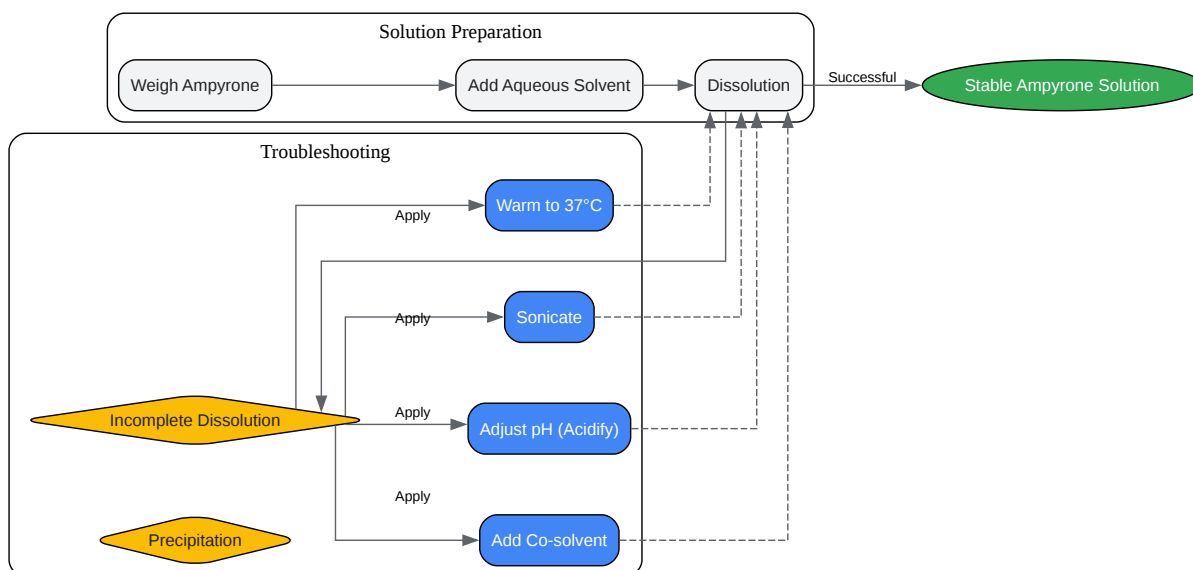 Solution Preparation
Weigh Ampyrone
Add Aqueous Solvent
Dissolution
Successful
Stable Ampyrone Solution
Troubleshooting
Apply
Warm to 37°C
Apply
Sonicate
Incomplete Dissolution
Apply
Adjust pH (Acidify)
Apply
Precipitation
Add Co-solvent